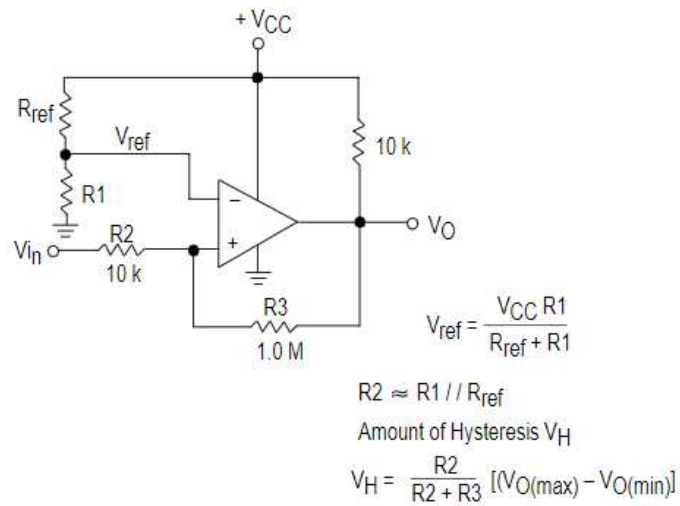 + VCC
Rref
Vref
10 k
R1
−
+
VO
Vin
R2
10 k
R3
1.0 M
Vref = VCC R1 / Rref + R1
R2 ≈ R1 // Rref
Amount of Hysteresis VH
VH = R2 / R2 + R3 [(VO(max) – VO(min)]